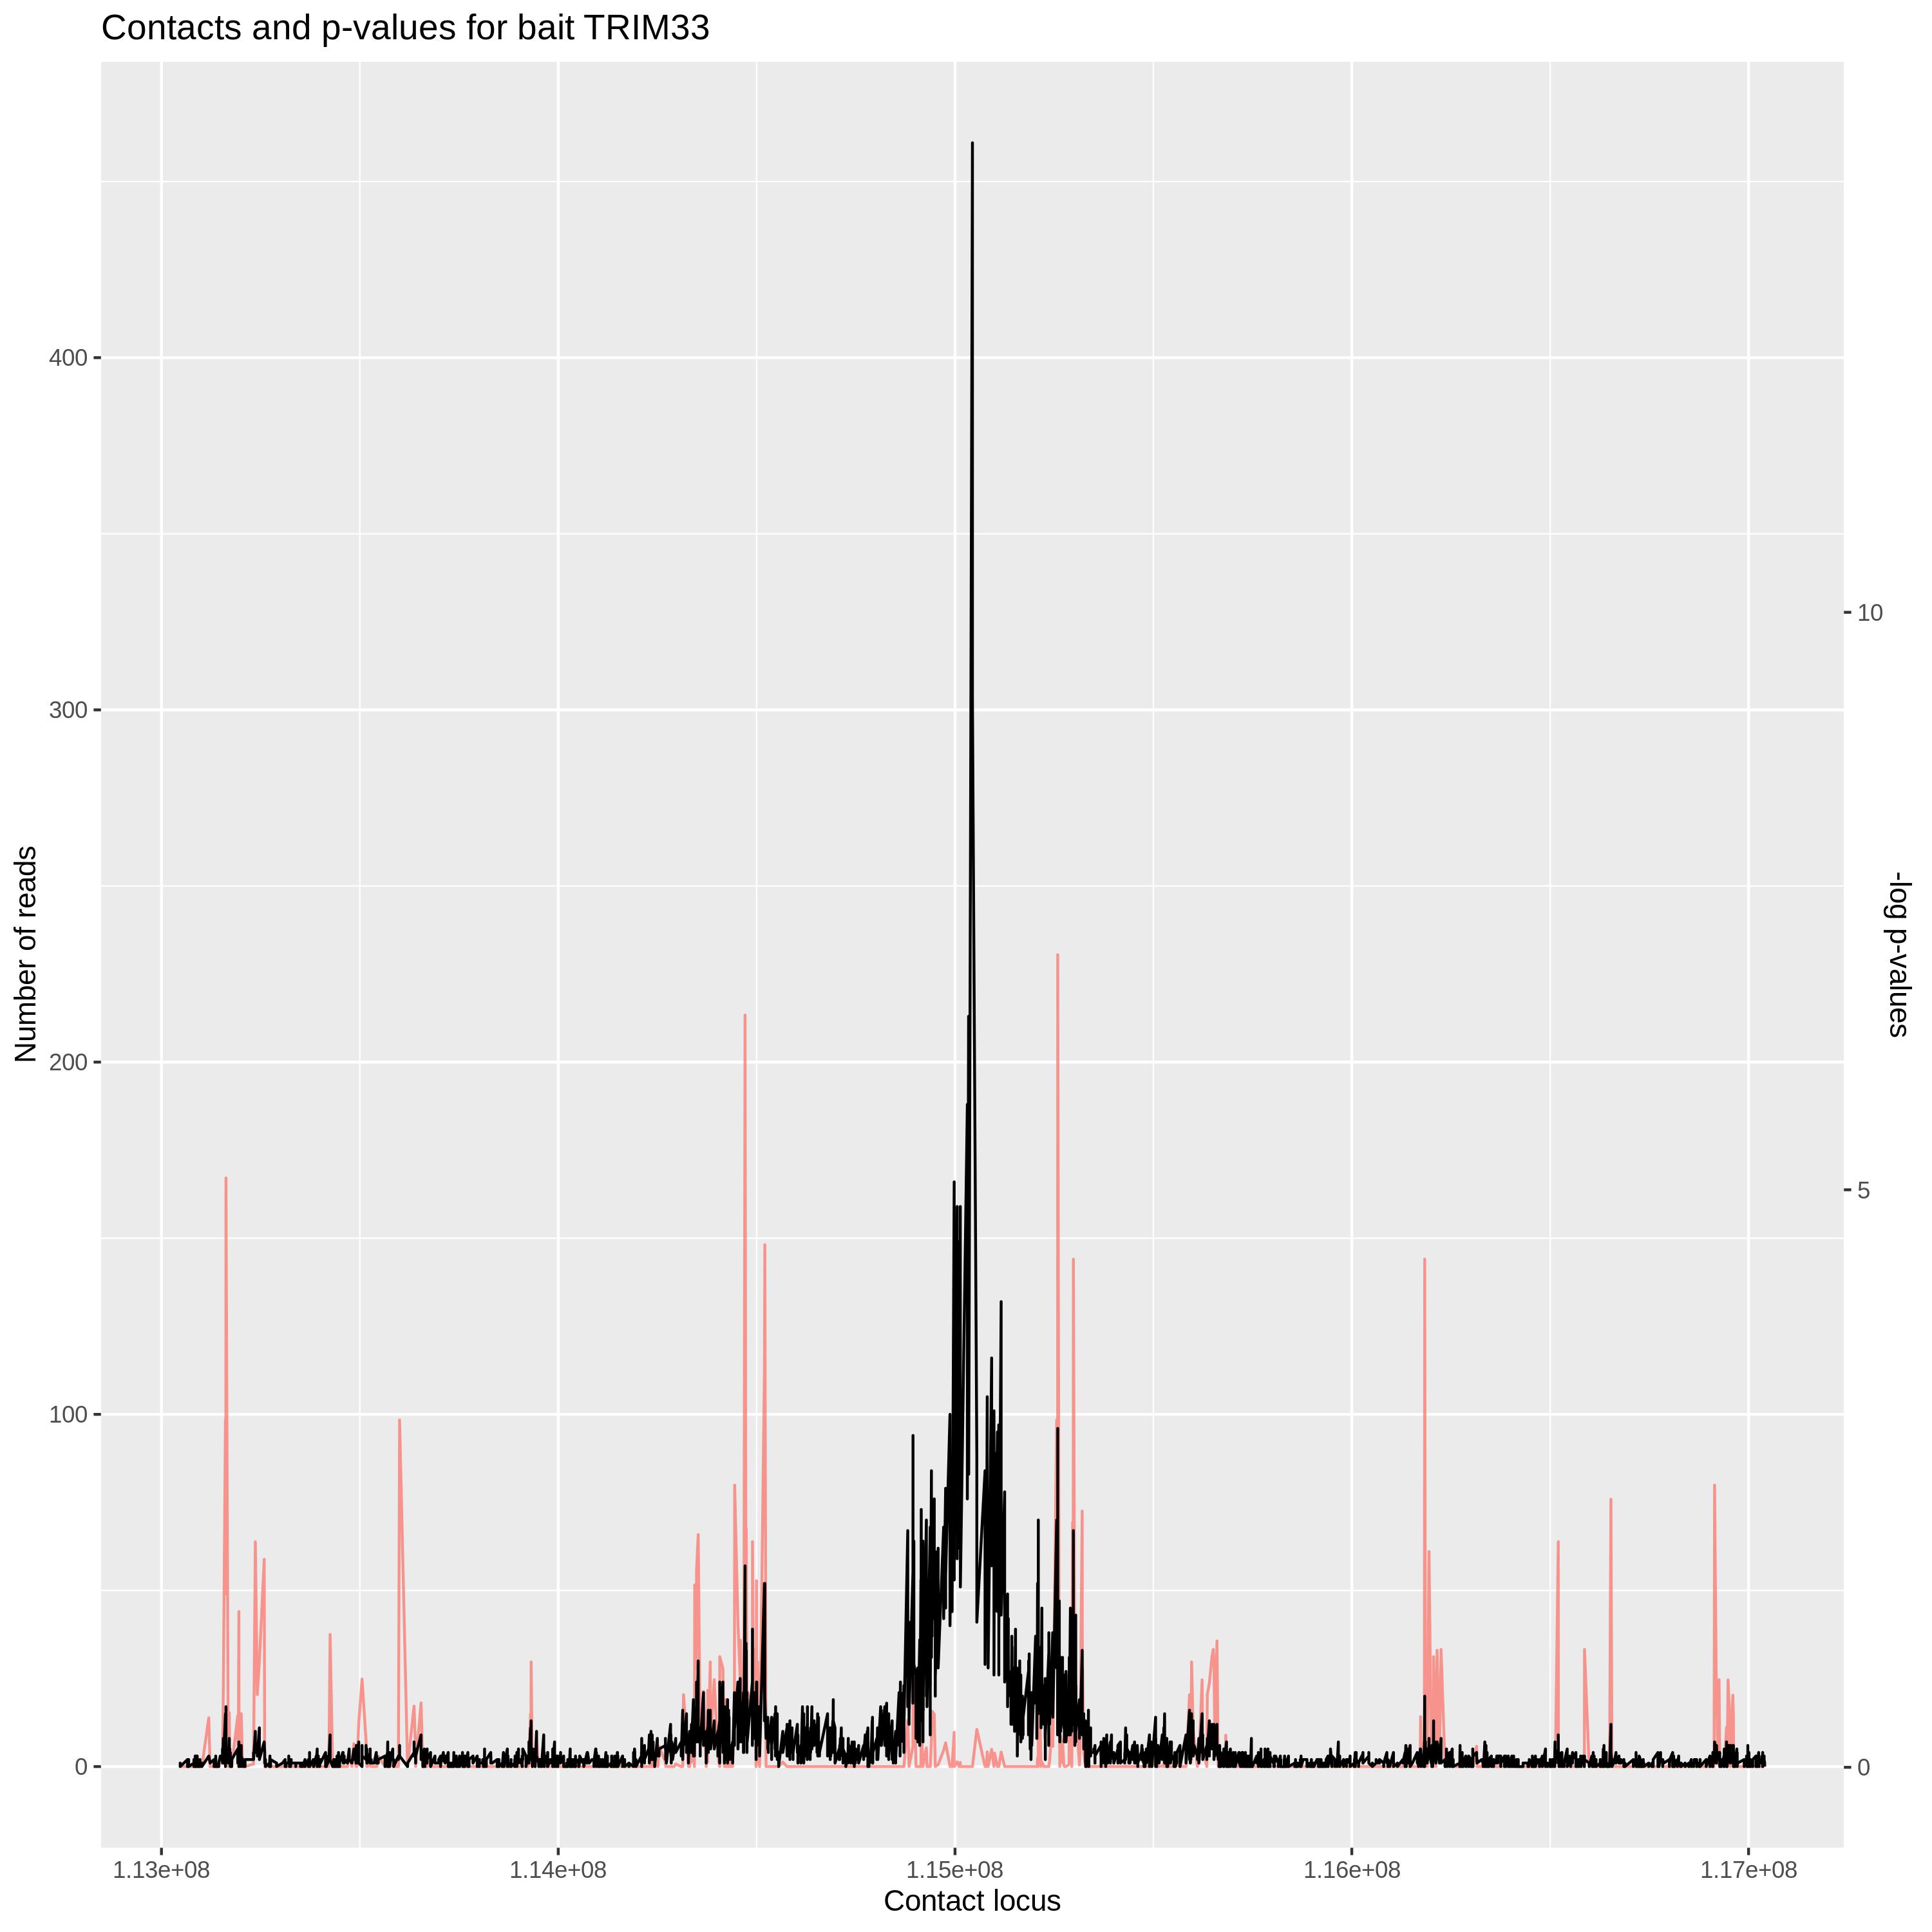 Contacts and p-values for bait TRIM33
400
300
200
100
0
Number of reads
10
5
0
-log p-values
1.13e+08
1.14e+08
1.15e+08
1.16e+08
1.17e+08
Contact locus